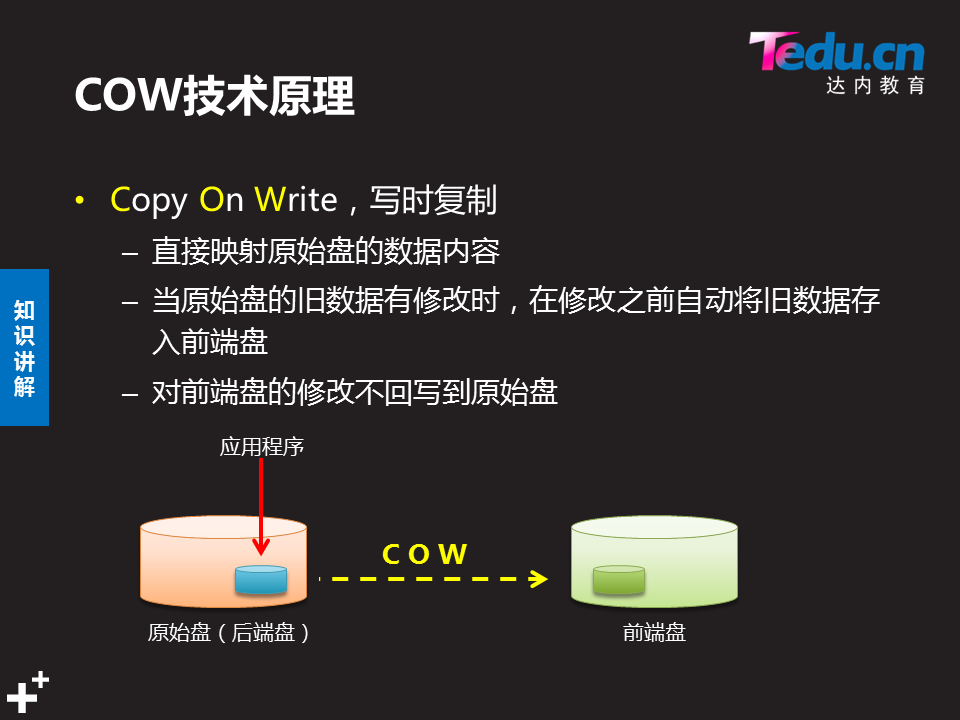 Tedu.cn
达内教育
COW技术原理
• Copy On Write，写时复制
– 直接映射原始盘的数据内容
– 当原始盘的旧数据有修改时，在修改之前自动将旧数据存
入前端盘
– 对前端盘的修改不回写到原始盘
知
识
讲
解
应用程序
C O W
原始盘（后端盘）
前端盘